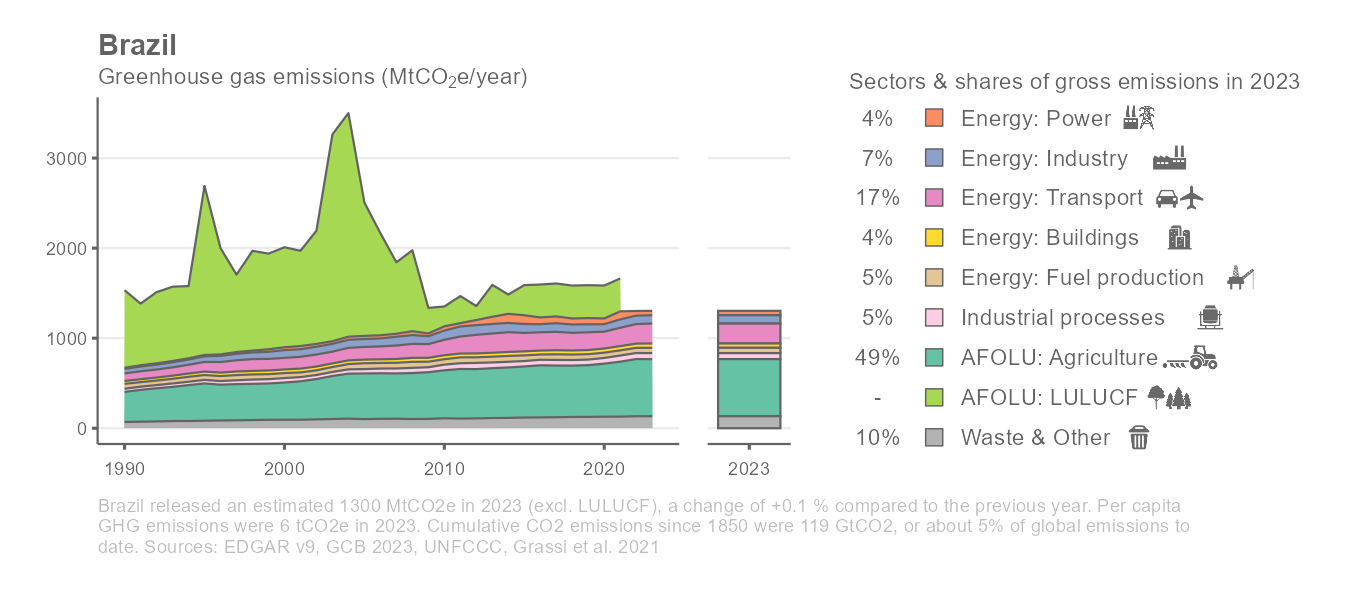 Brazil
Greenhouse gas emissions (MtCO₂e/year)
3000
2000
1000
0
1990
2000
2010
2020
2023
Sectors & shares of gross emissions in 2023
4% Energy: Power
7% Energy: Industry
17% Energy: Transport
4% Energy: Buildings
5% Energy: Fuel production
5% Industrial processes
49% AFOLU: Agriculture
- AFOLU: LULUCF
10% Waste & Other
Brazil released an estimated 1300 MtCO2e in 2023 (excl. LULUCF), a change of +0.1 % compared to the previous year. Per capita
GHG emissions were 6 tCO2e in 2023. Cumulative CO2 emissions since 1850 were 119 GtCO2, or about 5% of global emissions to
date. Sources: EDGAR v9, GCB 2023, UNFCCC, Grassi et al. 2021